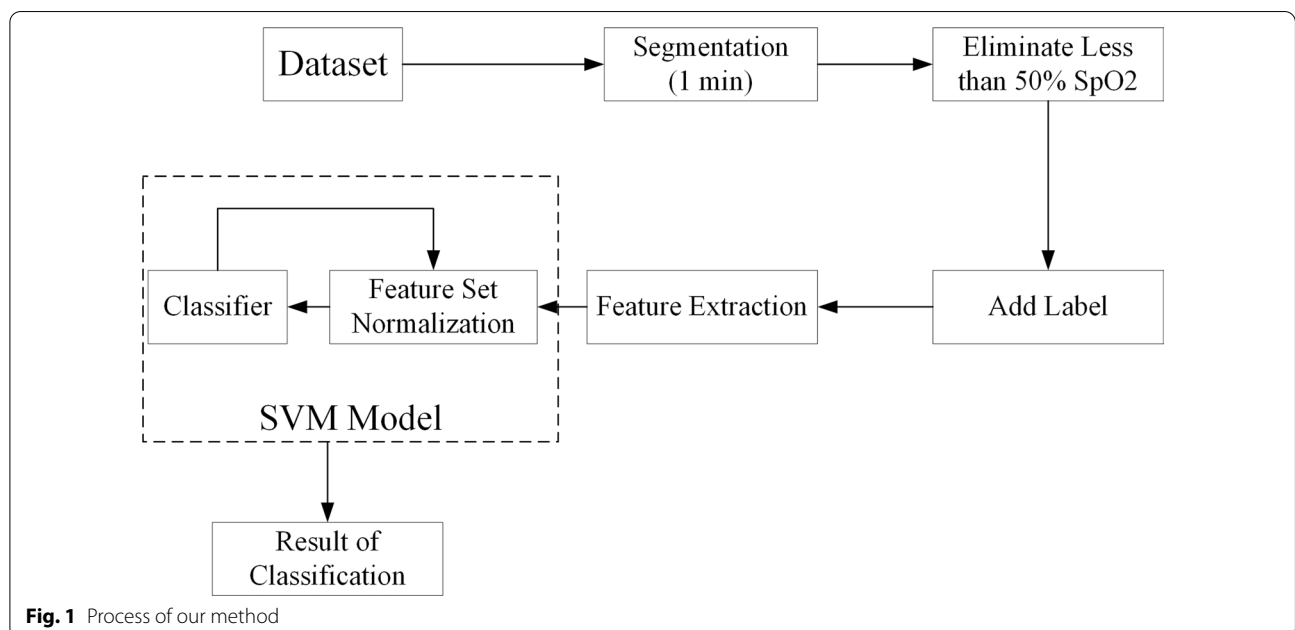 Dataset
Segmentation
(1 min)
Eliminate Less
than 50% SpO2
Classifier
Feature Set
Normalization
Feature Extraction
Add Label
SVM Model
Result of
Classification
Fig. 1 Process of our method